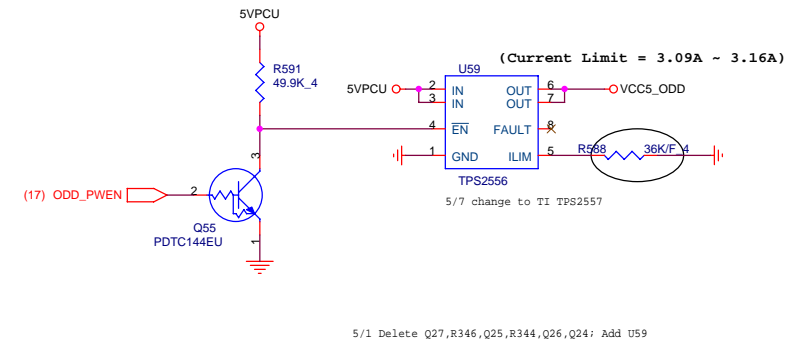 5VPCU
(Current Limit = 3.09A ~ 3.16A)
R591
49.9K_4
U59
5VPCU
2 IN OUT 6
3 IN OUT 7
VCC5_ODD
4 EN FAULT 8
1 GND ILIM 5
R588 36K/F_4
TPS2556
5/7 change to TI TPS2557
3
(17) ODD_PWEN 2
Q55
PDTC144EU
1
5/1 Delete Q27,R346,Q25,R344,Q26,Q24; Add U59